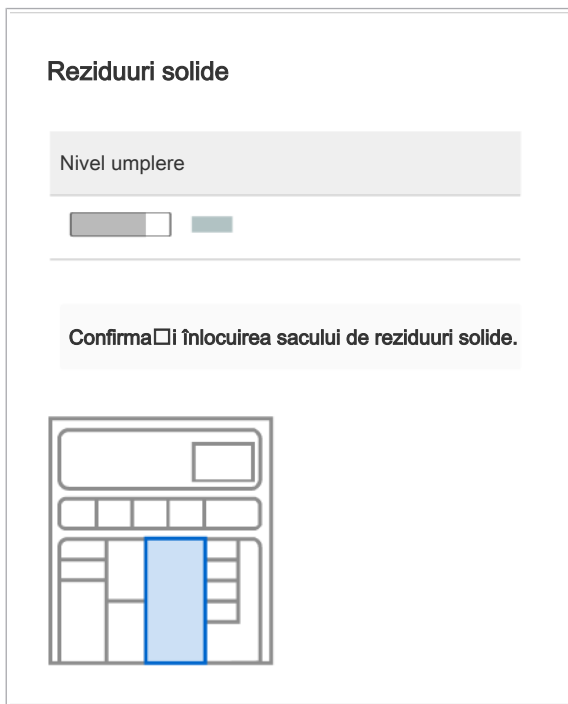 Reziduuri solide
Nivel umplere
Confirma□i înlocuirea sacului de reziduuri solide.